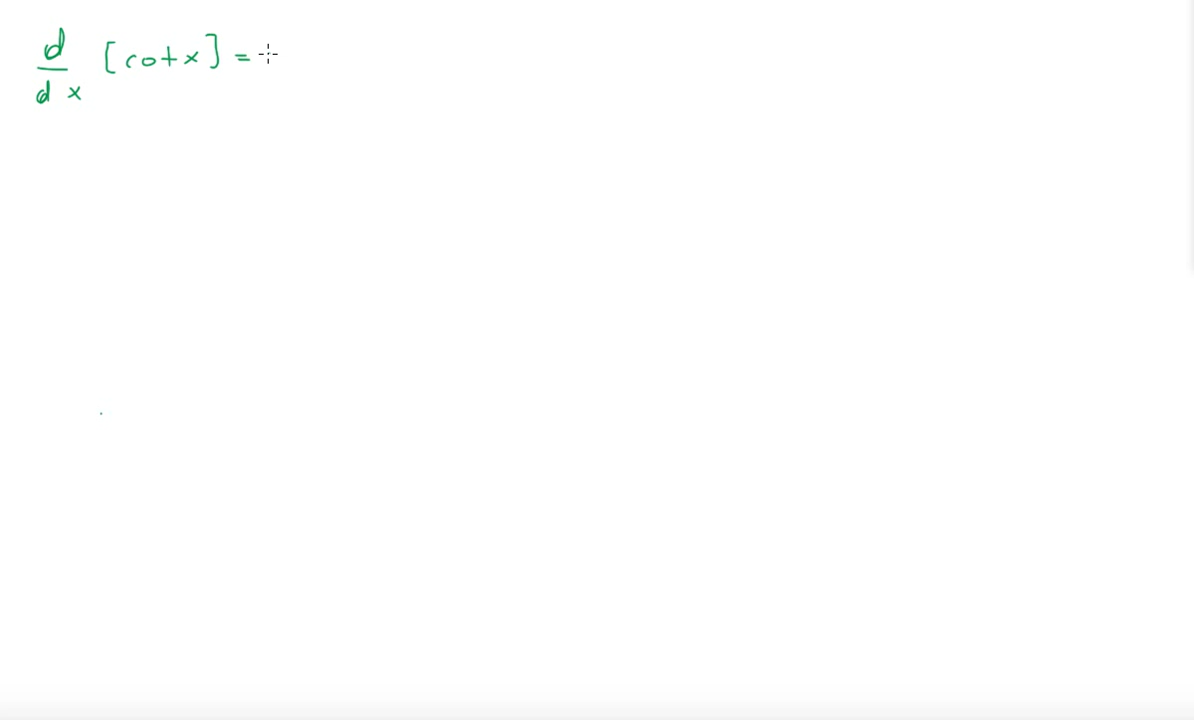 d/dx [cot x] =